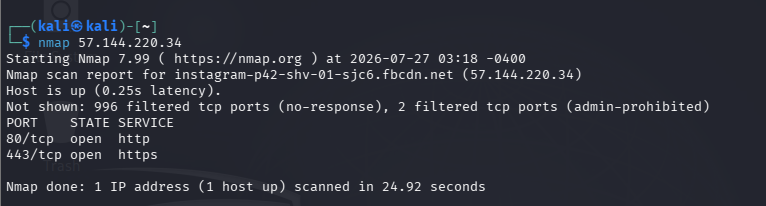 ┌──(kali㉿kali)-[~]
└─$ nmap 57.144.220.34
Starting Nmap 7.99 ( https://nmap.org ) at 2026-07-27 03:18 -0400
Nmap scan report for instagram-p42-shv-01-sjc6.fbcdn.net (57.144.220.34)
Host is up (0.25s latency).
Not shown: 996 filtered tcp ports (no-response), 2 filtered tcp ports (admin-prohibited)
PORT    STATE SERVICE
80/tcp  open  http
443/tcp open  https
Trash
Nmap done: 1 IP address (1 host up) scanned in 24.92 seconds